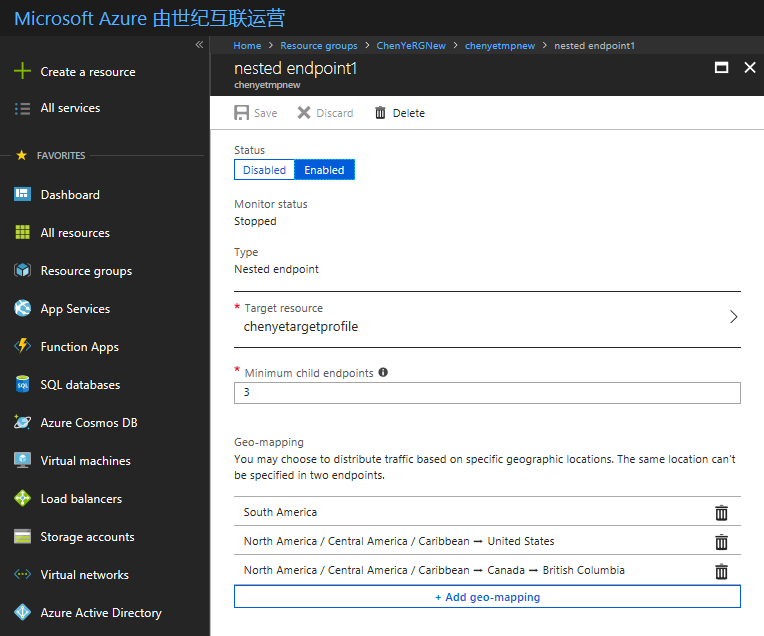 Microsoft Azure 由世纪互联运营
«
Home > Resource groups > ChenYeRGNew > chenyetmpnew > nested endpoint1
nested endpoint1
chenyetmpnew
Create a resource
All services
FAVORITES
Dashboard
All resources
Resource groups
App Services
Function Apps
SQL databases
Azure Cosmos DB
Virtual machines
Load balancers
Storage accounts
Virtual networks
Azure Active Directory
Save Discard Delete
Status
Disabled Enabled
Monitor status
Stopped
Type
Nested endpoint
* Target resource
chenyetargetprofile
* Minimum child endpoints
3
Geo-mapping
You may choose to distribute traffic based on specific geographic locations. The same location can't
be specified in two endpoints.
South America
North America / Central America / Caribbean → United States
North America / Central America / Caribbean → Canada → British Columbia
+ Add geo-mapping